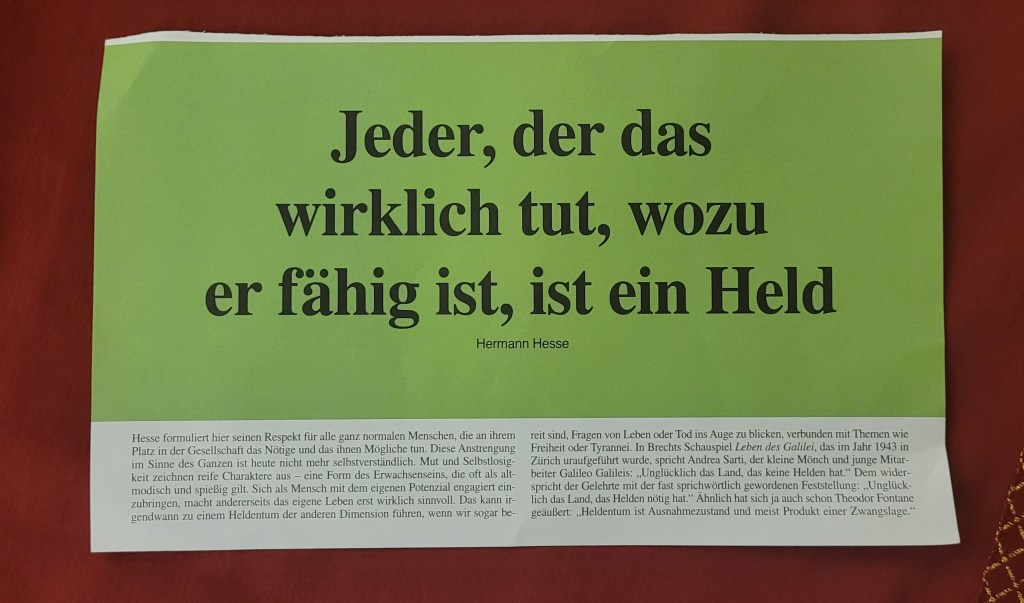 Jeder, der das
wirklich tut, wozu
er fähig ist, ist ein Held
Hermann Hesse
Hesse formuliert hier seinen Respekt für alle ganz normalen Menschen, die an ihrem
Platz in der Gesellschaft das Nötige und das ihnen Mögliche tun. Diese Anstrengung
im Sinne des Ganzen ist heute nicht mehr selbstverständlich. Mut und Selbstlosig-
keit zeichnen reife Charaktere aus – eine Form des Erwachsenseins, die oft als alt-
modisch und spießig gilt. Sich als Mensch mit dem eigenen Potenzial engagiert ein-
zubringen, macht andererseits das eigene Leben erst wirklich sinnvoll. Das kann ir-
gendwann zu einem Heldentum der anderen Dimension führen, wenn wir sogar be-
reit sind, Fragen von Leben oder Tod ins Auge zu blicken, verbunden mit Themen wie
Freiheit oder Tyrannei. In Brechts Schauspiel Leben des Galilei, das im Jahr 1943 in
Zürich uraufgeführt wurde, spricht Andrea Sarti, der kleine Mönch und junge Mitar-
beiter Galileo Galileis: „Unglücklich das Land, das keine Helden hat.“ Dem wider-
spricht der Gelehrte mit der fast sprichwörtlich gewordenen Feststellung: „Unglück-
lich das Land, das Helden nötig hat.“ Ähnlich hat sich ja auch schon Theodor Fontane
geäußert: „Heldentum ist Ausnahmezustand und meist Produkt einer Zwangslage.“